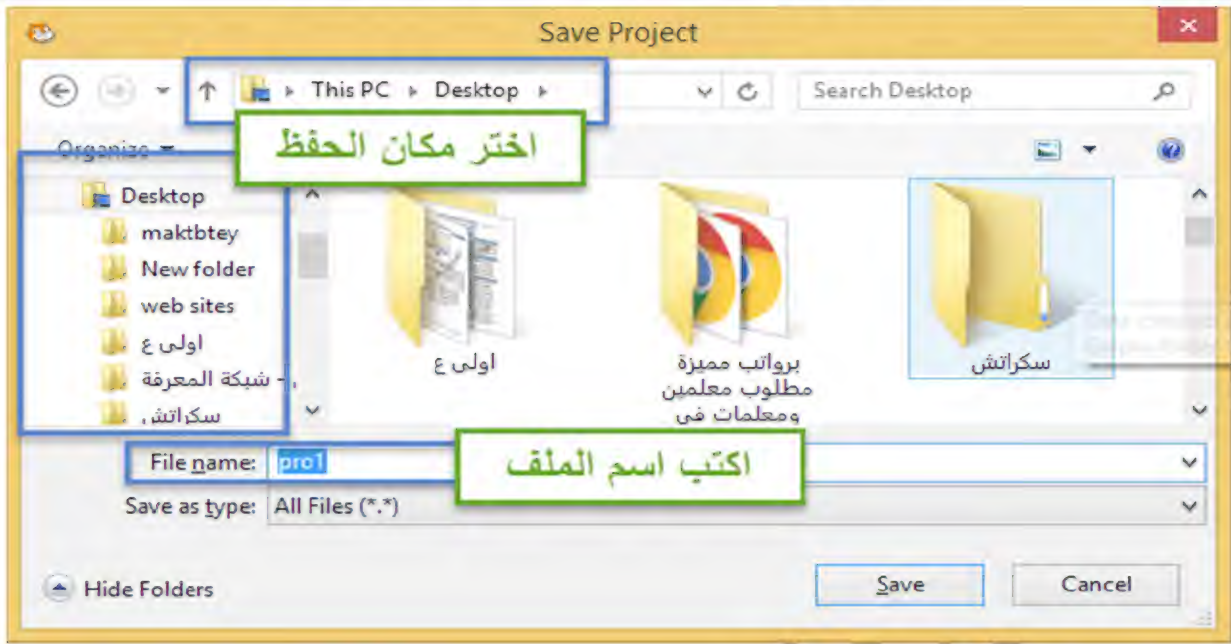 Save Project
This PC ▸ Desktop ▸
Search Desktop
اختر مكان الحفظ
Organize
Desktop
maktbtey
New folder
web sites
اولى ع
شبكة المعرفة -
سكراتش
اولى ع
برواتب مميزة
مطلوب معلمين
ومعلمات فى
سكراتش
File name: pro1
اكتب اسم الملف
Save as type: All Files (*.*)
Hide Folders
Save
Cancel